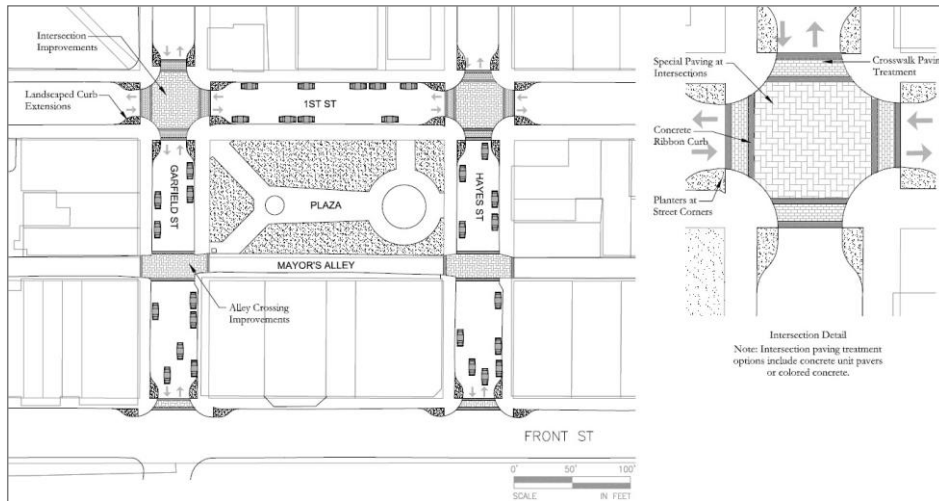 Intersection
Improvements
Landscaped Curb
Extensions
1ST ST
GARFIELD ST
PLAZA
HAYES ST
MAYOR'S ALLEY
Alley Crossing
Improvements
FRONT ST
0'
50'
100'
SCALE
IN FEET
Special Paving at
Intersections
Crosswalk Paving
Treatment
Concrete
Ribbon Curb
Planters at
Street Corners
Intersection Detail
Note: Intersection paving treatment
options include concrete unit pavers
or colored concrete.